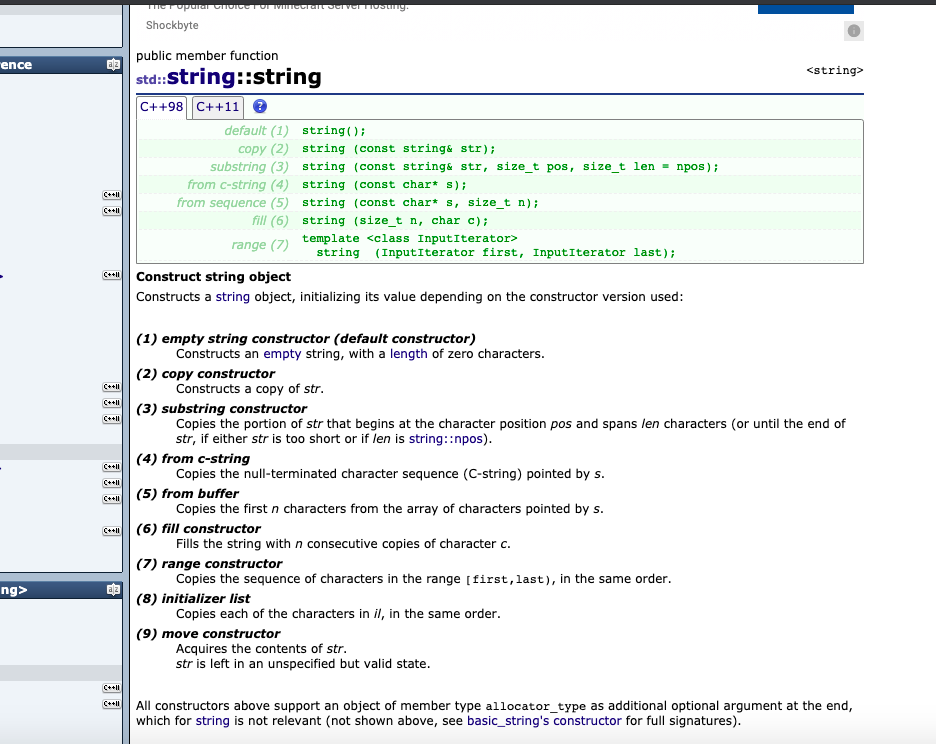 The Popular Choice For Minecraft Server Hosting.
Shockbyte
public member function
<string>
std::string::string
C++98 C++11 ?
default (1) string();
copy (2) string (const string& str);
substring (3) string (const string& str, size_t pos, size_t len = npos);
from c-string (4) string (const char* s);
from sequence (5) string (const char* s, size_t n);
fill (6) string (size_t n, char c);
range (7) template <class InputIterator>
string  (InputIterator first, InputIterator last);
Construct string object
Constructs a string object, initializing its value depending on the constructor version used:
(1) empty string constructor (default constructor)
Constructs an empty string, with a length of zero characters.
(2) copy constructor
Constructs a copy of str.
(3) substring constructor
Copies the portion of str that begins at the character position pos and spans len characters (or until the end of
str, if either str is too short or if len is string::npos).
(4) from c-string
Copies the null-terminated character sequence (C-string) pointed by s.
(5) from buffer
Copies the first n characters from the array of characters pointed by s.
(6) fill constructor
Fills the string with n consecutive copies of character c.
(7) range constructor
Copies the sequence of characters in the range [first,last), in the same order.
(8) initializer list
Copies each of the characters in il, in the same order.
(9) move constructor
Acquires the contents of str.
str is left in an unspecified but valid state.
All constructors above support an object of member type allocator_type as additional optional argument at the end,
which for string is not relevant (not shown above, see basic_string's constructor for full signatures).
ence
C++11
C++11
>
C++11
C++11
C++11
C++11
C++11
C++11
C++11
C++11
ng>
C++11
C++11